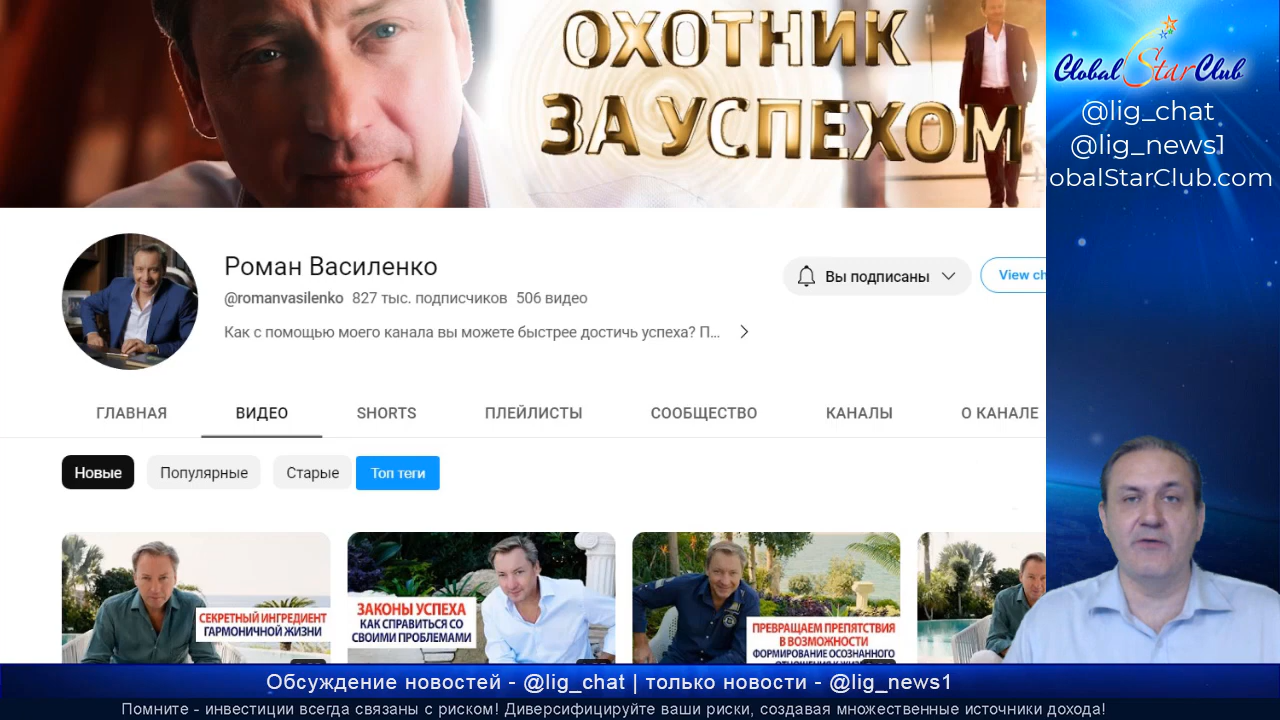 ОХОТНИК
ЗА УСПЕХОМ
Global Star Club
@lig_chat
@lig_news1
obalStarClub.com
Роман Василенко
@romanvasilenko 827 тыс. подписчиков 506 видео
Как с помощью моего канала вы можете быстрее достичь успеха? П...
Вы подписаны
View ch
ГЛАВНАЯ ВИДЕО SHORTS ПЛЕЙЛИСТЫ СООБЩЕСТВО КАНАЛЫ О КАНАЛЕ
Новые Популярные Старые Топ теги
СЕКРЕТНЫЙ ИНГРЕДИЕНТ
ГАРМОНИЧНОЙ ЖИЗНИ
ЗАКОНЫ УСПЕХА
КАК СПРАВИТЬСЯ СО
СВОИМИ ПРОБЛЕМАМИ
ПРЕВРАЩАЕМ ПРЕПЯТСТВИЯ
В ВОЗМОЖНОСТИ
ФОРМИРОВАНИЕ ОСОЗНАННОГО
Обсуждение новостей - @lig_chat | только новости - @lig_news1
Помните - инвестиции всегда связаны с риском! Диверсифицируйте ваши риски, создавая множественные источники дохода!